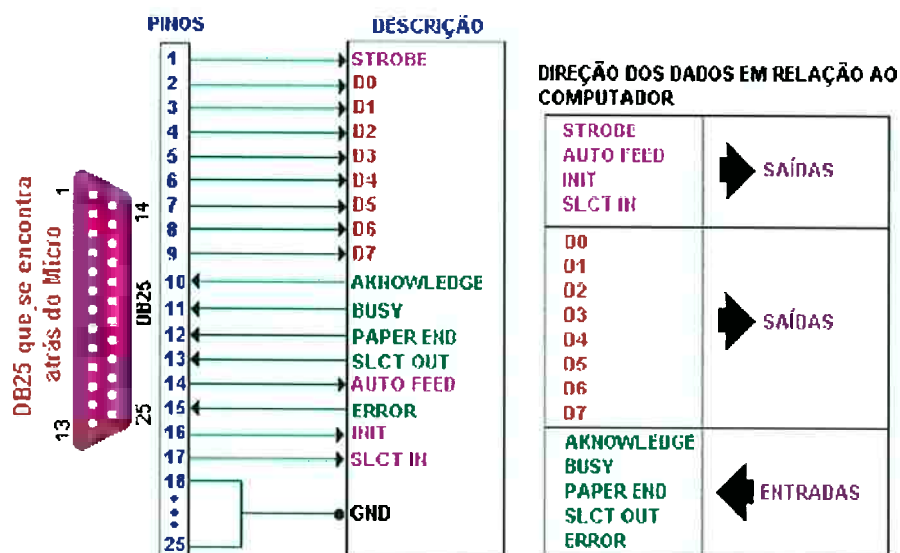 PINOS DESCRIÇÃO
1 STROBE
2 D0
3 D1
4 D2
5 D3
6 D4
7 D5
8 D6
9 D7
10 AKNOWLEDGE
11 BUSY
12 PAPER END
13 SLCT OUT
14 AUTO FEED
15 ERROR
16 INIT
17 SLCT IN
18
GND
25
DB25 que se encontra
atrás do Micro
1
13
14
DB25
25
DIREÇÃO DOS DADOS EM RELAÇÃO AO
COMPUTADOR
STROBE
AUTO FEED
INIT
SLCT IN
SAÍDAS
D0
D1
D2
D3
D4
D5
D6
D7
SAÍDAS
AKNOWLEDGE
BUSY
PAPER END
SLCT OUT
ERROR
ENTRADAS